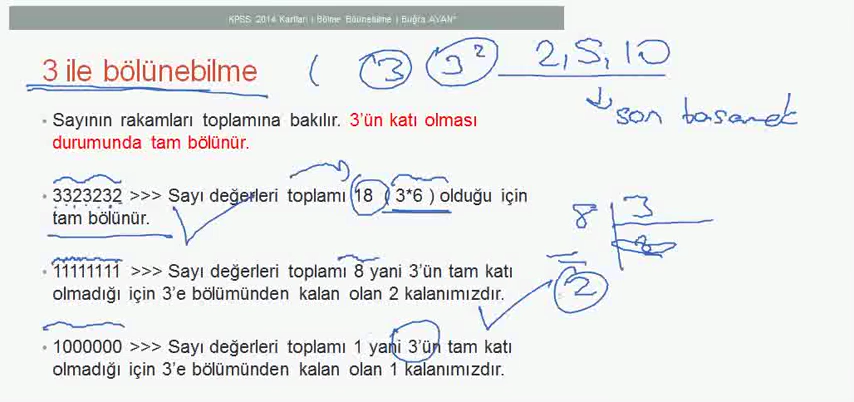 KPSS 2014 Kartları | Bölme Bölünebilme | Buğra AYAN"
3 ile bölünebilme ( 3 3² 2,5,10
son basamak
• Sayının rakamları toplamına bakılır. 3'ün katı olması
durumunda tam bölünür.
• 3323232 >>> Sayı değerleri toplamı 18 ( 3*6 ) olduğu için
tam bölünür.
8 3
2
• 11111111 >>> Sayı değerleri toplamı 8 yani 3'ün tam katı
olmadığı için 3'e bölümünden kalan olan 2 kalanımızdır.
• 1000000 >>> Sayı değerleri toplamı 1 yani 3'ün tam katı
olmadığı için 3'e bölümünden kalan olan 1 kalanımızdır.